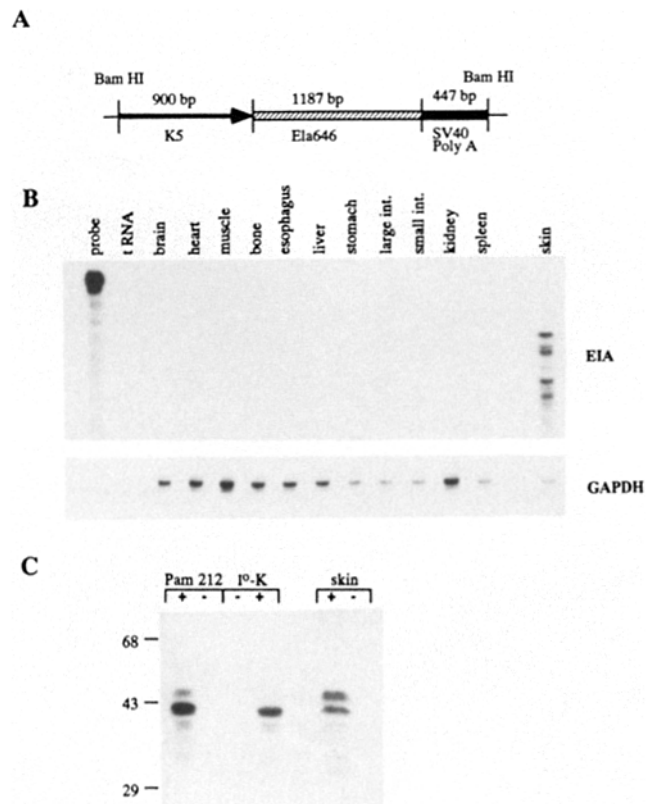 A
Bam HI Bam HI
900 bp 1187 bp 447 bp
K5 Ela646 SV40
Poly A
B
probe t RNA brain heart muscle bone esophagus liver stomach large int. small int. kidney spleen skin
EIA
GAPDH
C
Pam 212 Iº-K skin
+ - - + + -
68
43
29